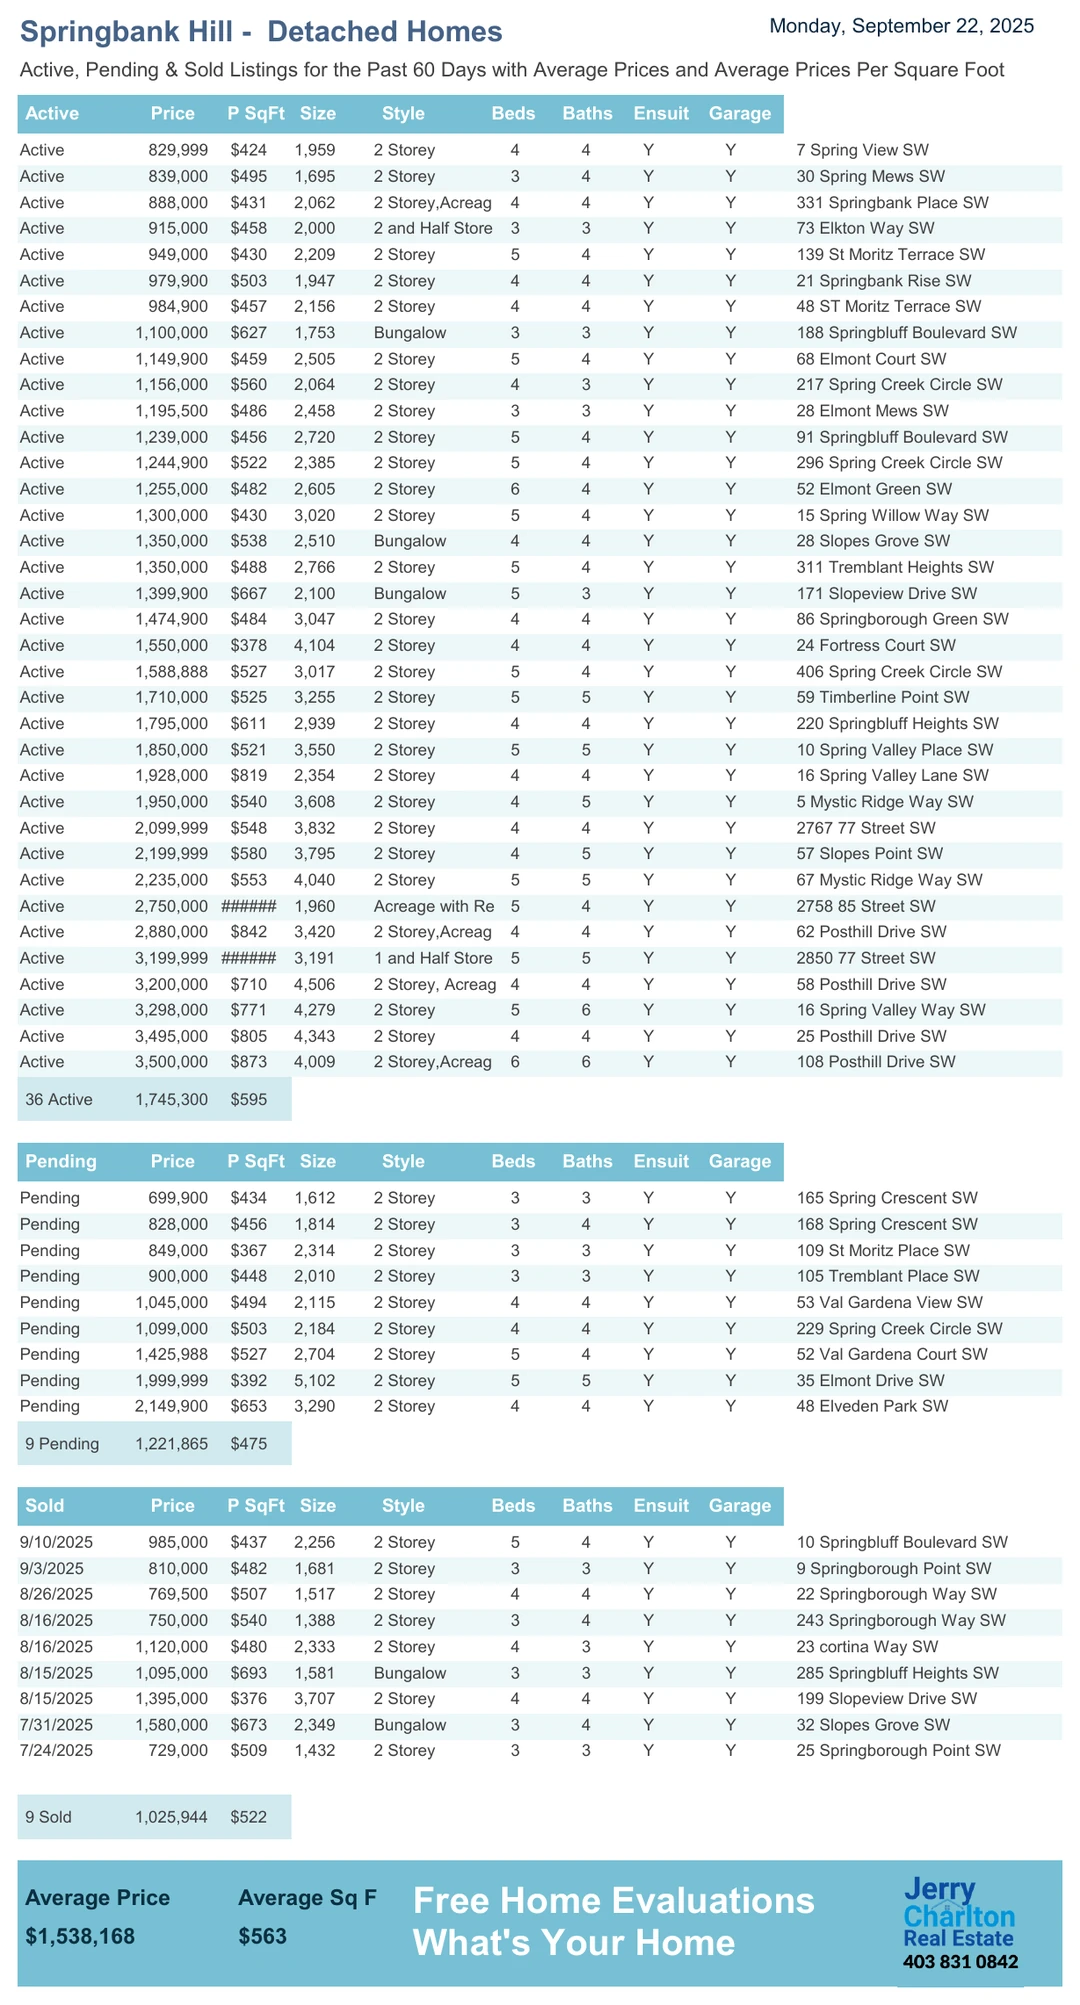 Springbank Hill -  Detached Homes Monday, September 22, 2025
Active, Pending & Sold Listings for the Past 60 Days with Average Prices and Average Prices Per Square Foot
Active Price P SqFt Size Style Beds Baths Ensuit Garage
Active 829,999 $424 1,959 2 Storey 4 4 Y Y 7 Spring View SW
Active 839,000 $495 1,695 2 Storey 3 4 Y Y 30 Spring Mews SW
Active 888,000 $431 2,062 2 Storey,Acreag 4 4 Y Y 331 Springbank Place SW
Active 915,000 $458 2,000 2 and Half Store 3 3 Y Y 73 Elkton Way SW
Active 949,000 $430 2,209 2 Storey 5 4 Y Y 139 St Moritz Terrace SW
Active 979,900 $503 1,947 2 Storey 4 4 Y Y 21 Springbank Rise SW
Active 984,900 $457 2,156 2 Storey 4 4 Y Y 48 ST Moritz Terrace SW
Active 1,100,000 $627 1,753 Bungalow 3 3 Y Y 188 Springbluff Boulevard SW
Active 1,149,900 $459 2,505 2 Storey 5 4 Y Y 68 Elmont Court SW
Active 1,156,000 $560 2,064 2 Storey 4 3 Y Y 217 Spring Creek Circle SW
Active 1,195,500 $486 2,458 2 Storey 3 3 Y Y 28 Elmont Mews SW
Active 1,239,000 $456 2,720 2 Storey 5 4 Y Y 91 Springbluff Boulevard SW
Active 1,244,900 $522 2,385 2 Storey 5 4 Y Y 296 Spring Creek Circle SW
Active 1,255,000 $482 2,605 2 Storey 6 4 Y Y 52 Elmont Green SW
Active 1,300,000 $430 3,020 2 Storey 5 4 Y Y 15 Spring Willow Way SW
Active 1,350,000 $538 2,510 Bungalow 4 4 Y Y 28 Slopes Grove SW
Active 1,350,000 $488 2,766 2 Storey 5 4 Y Y 311 Tremblant Heights SW
Active 1,399,900 $667 2,100 Bungalow 5 3 Y Y 171 Slopeview Drive SW
Active 1,474,900 $484 3,047 2 Storey 4 4 Y Y 86 Springborough Green SW
Active 1,550,000 $378 4,104 2 Storey 4 4 Y Y 24 Fortress Court SW
Active 1,588,888 $527 3,017 2 Storey 5 4 Y Y 406 Spring Creek Circle SW
Active 1,710,000 $525 3,255 2 Storey 5 5 Y Y 59 Timberline Point SW
Active 1,795,000 $611 2,939 2 Storey 4 4 Y Y 220 Springbluff Heights SW
Active 1,850,000 $521 3,550 2 Storey 5 5 Y Y 10 Spring Valley Place SW
Active 1,928,000 $819 2,354 2 Storey 4 4 Y Y 16 Spring Valley Lane SW
Active 1,950,000 $540 3,608 2 Storey 4 5 Y Y 5 Mystic Ridge Way SW
Active 2,099,999 $548 3,832 2 Storey 4 4 Y Y 2767 77 Street SW
Active 2,199,999 $580 3,795 2 Storey 4 5 Y Y 57 Slopes Point SW
Active 2,235,000 $553 4,040 2 Storey 5 5 Y Y 67 Mystic Ridge Way SW
Active 2,750,000 ###### 1,960 Acreage with Re 5 4 Y Y 2758 85 Street SW
Active 2,880,000 $842 3,420 2 Storey,Acreag 4 4 Y Y 62 Posthill Drive SW
Active 3,199,999 ###### 3,191 1 and Half Store 5 5 Y Y 2850 77 Street SW
Active 3,200,000 $710 4,506 2 Storey, Acreag 4 4 Y Y 58 Posthill Drive SW
Active 3,298,000 $771 4,279 2 Storey 5 6 Y Y 16 Spring Valley Way SW
Active 3,495,000 $805 4,343 2 Storey 4 4 Y Y 25 Posthill Drive SW
Active 3,500,000 $873 4,009 2 Storey,Acreag 6 6 Y Y 108 Posthill Drive SW
36 Active 1,745,300 $595
Pending Price P SqFt Size Style Beds Baths Ensuit Garage
Pending 699,900 $434 1,612 2 Storey 3 3 Y Y 165 Spring Crescent SW
Pending 828,000 $456 1,814 2 Storey 3 4 Y Y 168 Spring Crescent SW
Pending 849,000 $367 2,314 2 Storey 3 3 Y Y 109 St Moritz Place SW
Pending 900,000 $448 2,010 2 Storey 3 3 Y Y 105 Tremblant Place SW
Pending 1,045,000 $494 2,115 2 Storey 4 4 Y Y 53 Val Gardena View SW
Pending 1,099,000 $503 2,184 2 Storey 4 4 Y Y 229 Spring Creek Circle SW
Pending 1,425,988 $527 2,704 2 Storey 5 4 Y Y 52 Val Gardena Court SW
Pending 1,999,999 $392 5,102 2 Storey 5 5 Y Y 35 Elmont Drive SW
Pending 2,149,900 $653 3,290 2 Storey 4 4 Y Y 48 Elveden Park SW
9 Pending 1,221,865 $475
Sold Price P SqFt Size Style Beds Baths Ensuit Garage
9/10/2025 985,000 $437 2,256 2 Storey 5 4 Y Y 10 Springbluff Boulevard SW
9/3/2025 810,000 $482 1,681 2 Storey 3 3 Y Y 9 Springborough Point SW
8/26/2025 769,500 $507 1,517 2 Storey 4 4 Y Y 22 Springborough Way SW
8/16/2025 750,000 $540 1,388 2 Storey 3 4 Y Y 243 Springborough Way SW
8/16/2025 1,120,000 $480 2,333 2 Storey 4 3 Y Y 23 cortina Way SW
8/15/2025 1,095,000 $693 1,581 Bungalow 3 3 Y Y 285 Springbluff Heights SW
8/15/2025 1,395,000 $376 3,707 2 Storey 4 4 Y Y 199 Slopeview Drive SW
7/31/2025 1,580,000 $673 2,349 Bungalow 3 4 Y Y 32 Slopes Grove SW
7/24/2025 729,000 $509 1,432 2 Storey 3 3 Y Y 25 Springborough Point SW
9 Sold 1,025,944 $522
Average Price Average Sq F
$1,538,168 $563
Free Home Evaluations
What's Your Home
Jerry
Charlton
Real Estate
403 831 0842